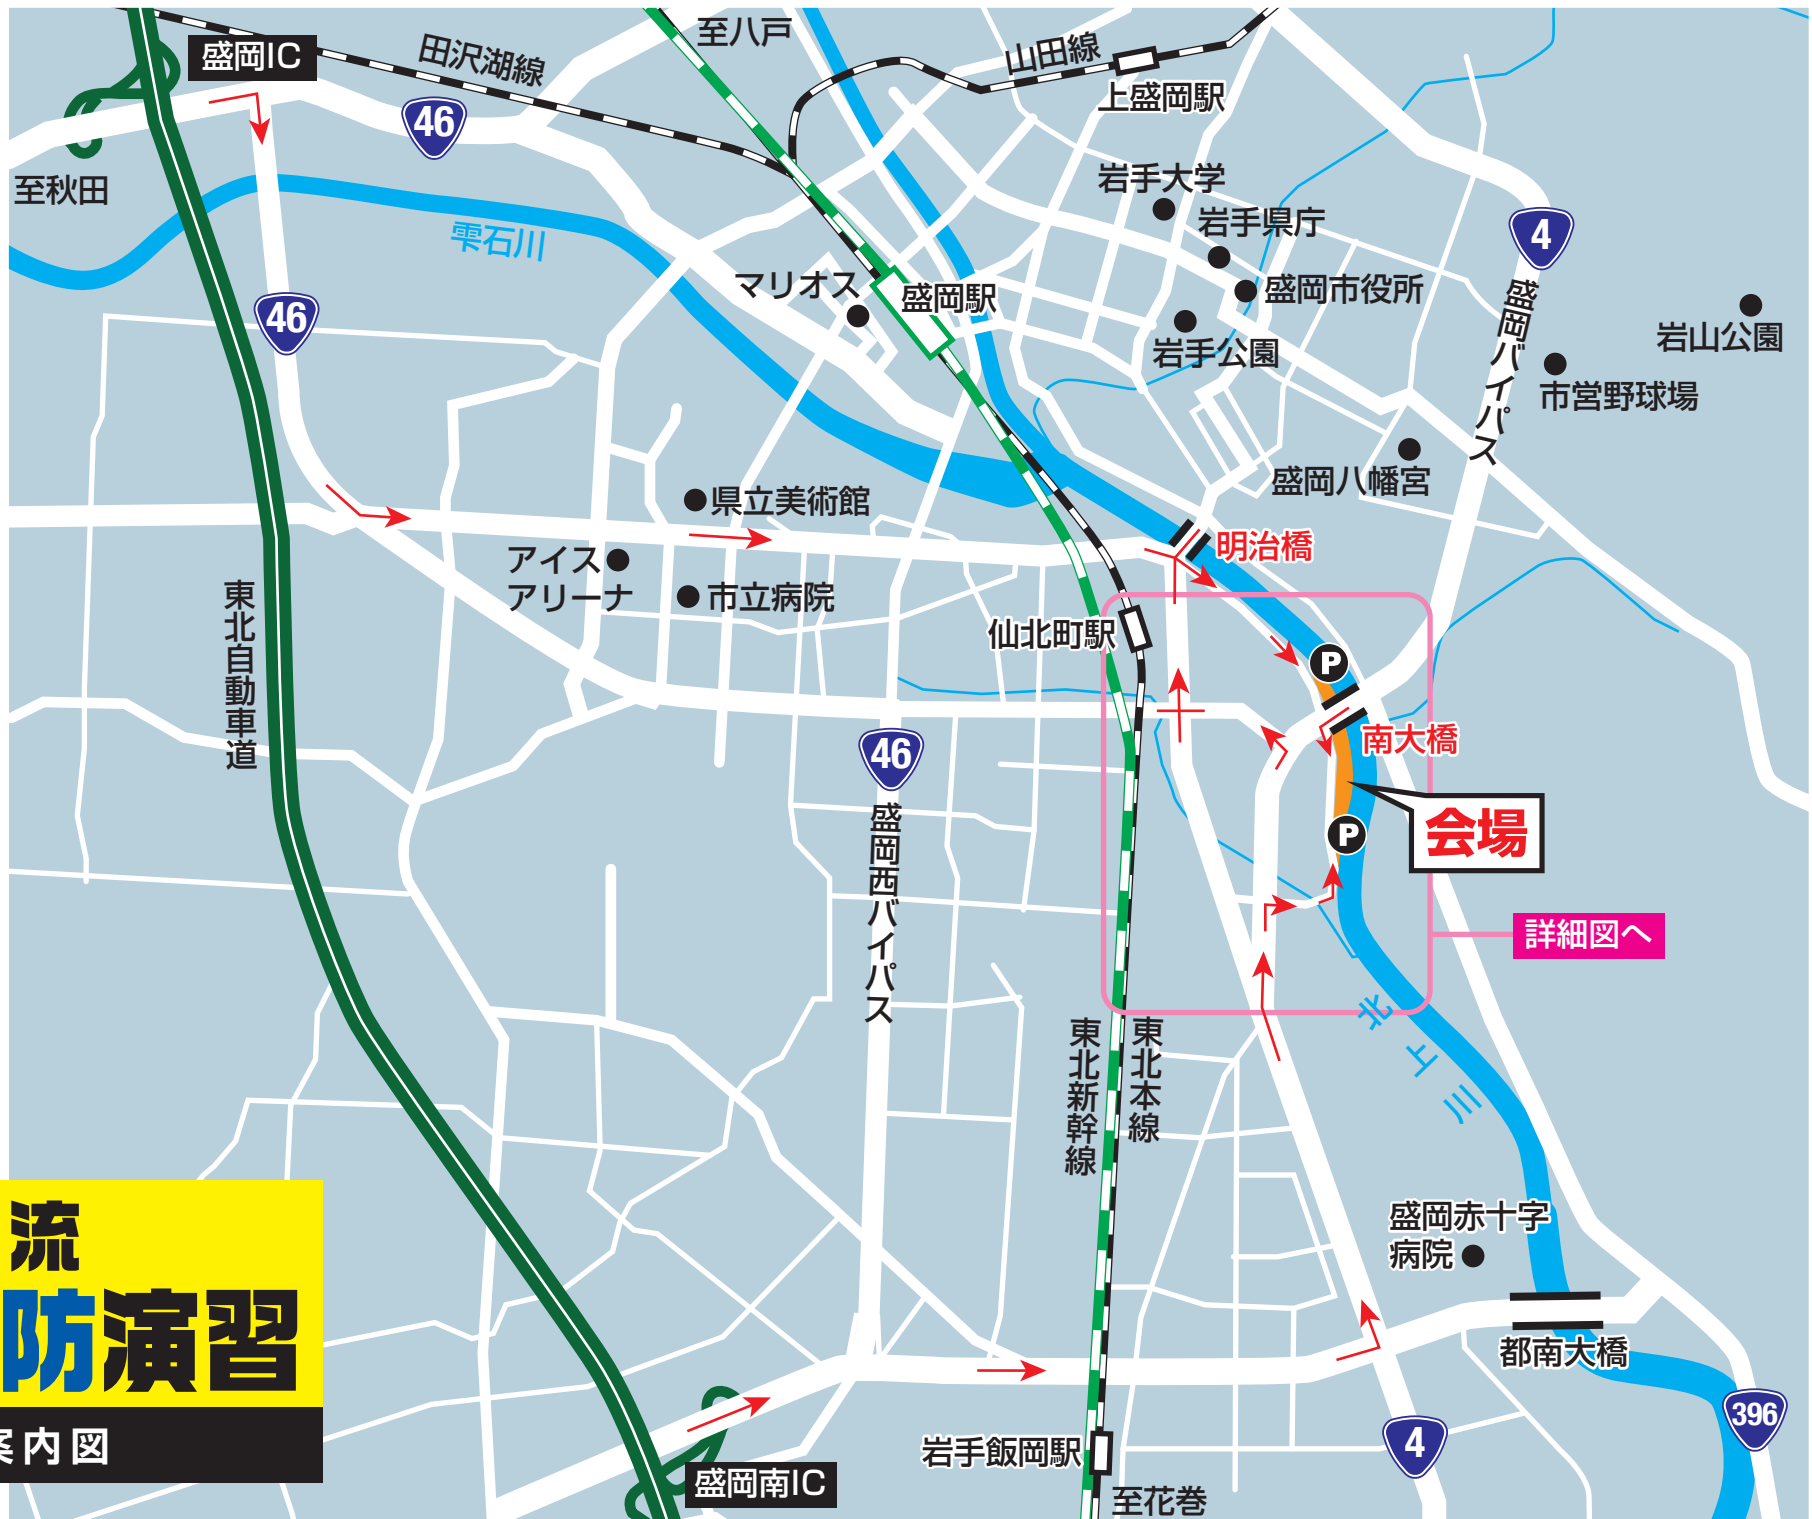 至八戸
山田線
田沢湖線
盛岡IC
46
上盛岡駅
至秋田
岩手大学
岩手県庁
4
雫石川
マリオス
盛岡駅
盛岡市役所
46
岩手公園
盛岡バイパス
岩山公園
市営野球場
盛岡八幡宮
県立美術館
明治橋
アイス
アリーナ
市立病院
東北自動車道
仙北町駅
P
南大橋
46
盛岡西バイパス
会場
P
詳細図へ
北上川
東北新幹線
東北本線
流
防演習
案内図
盛岡赤十字
病院
都南大橋
396
4
岩手飯岡駅
盛岡南IC
至花巻